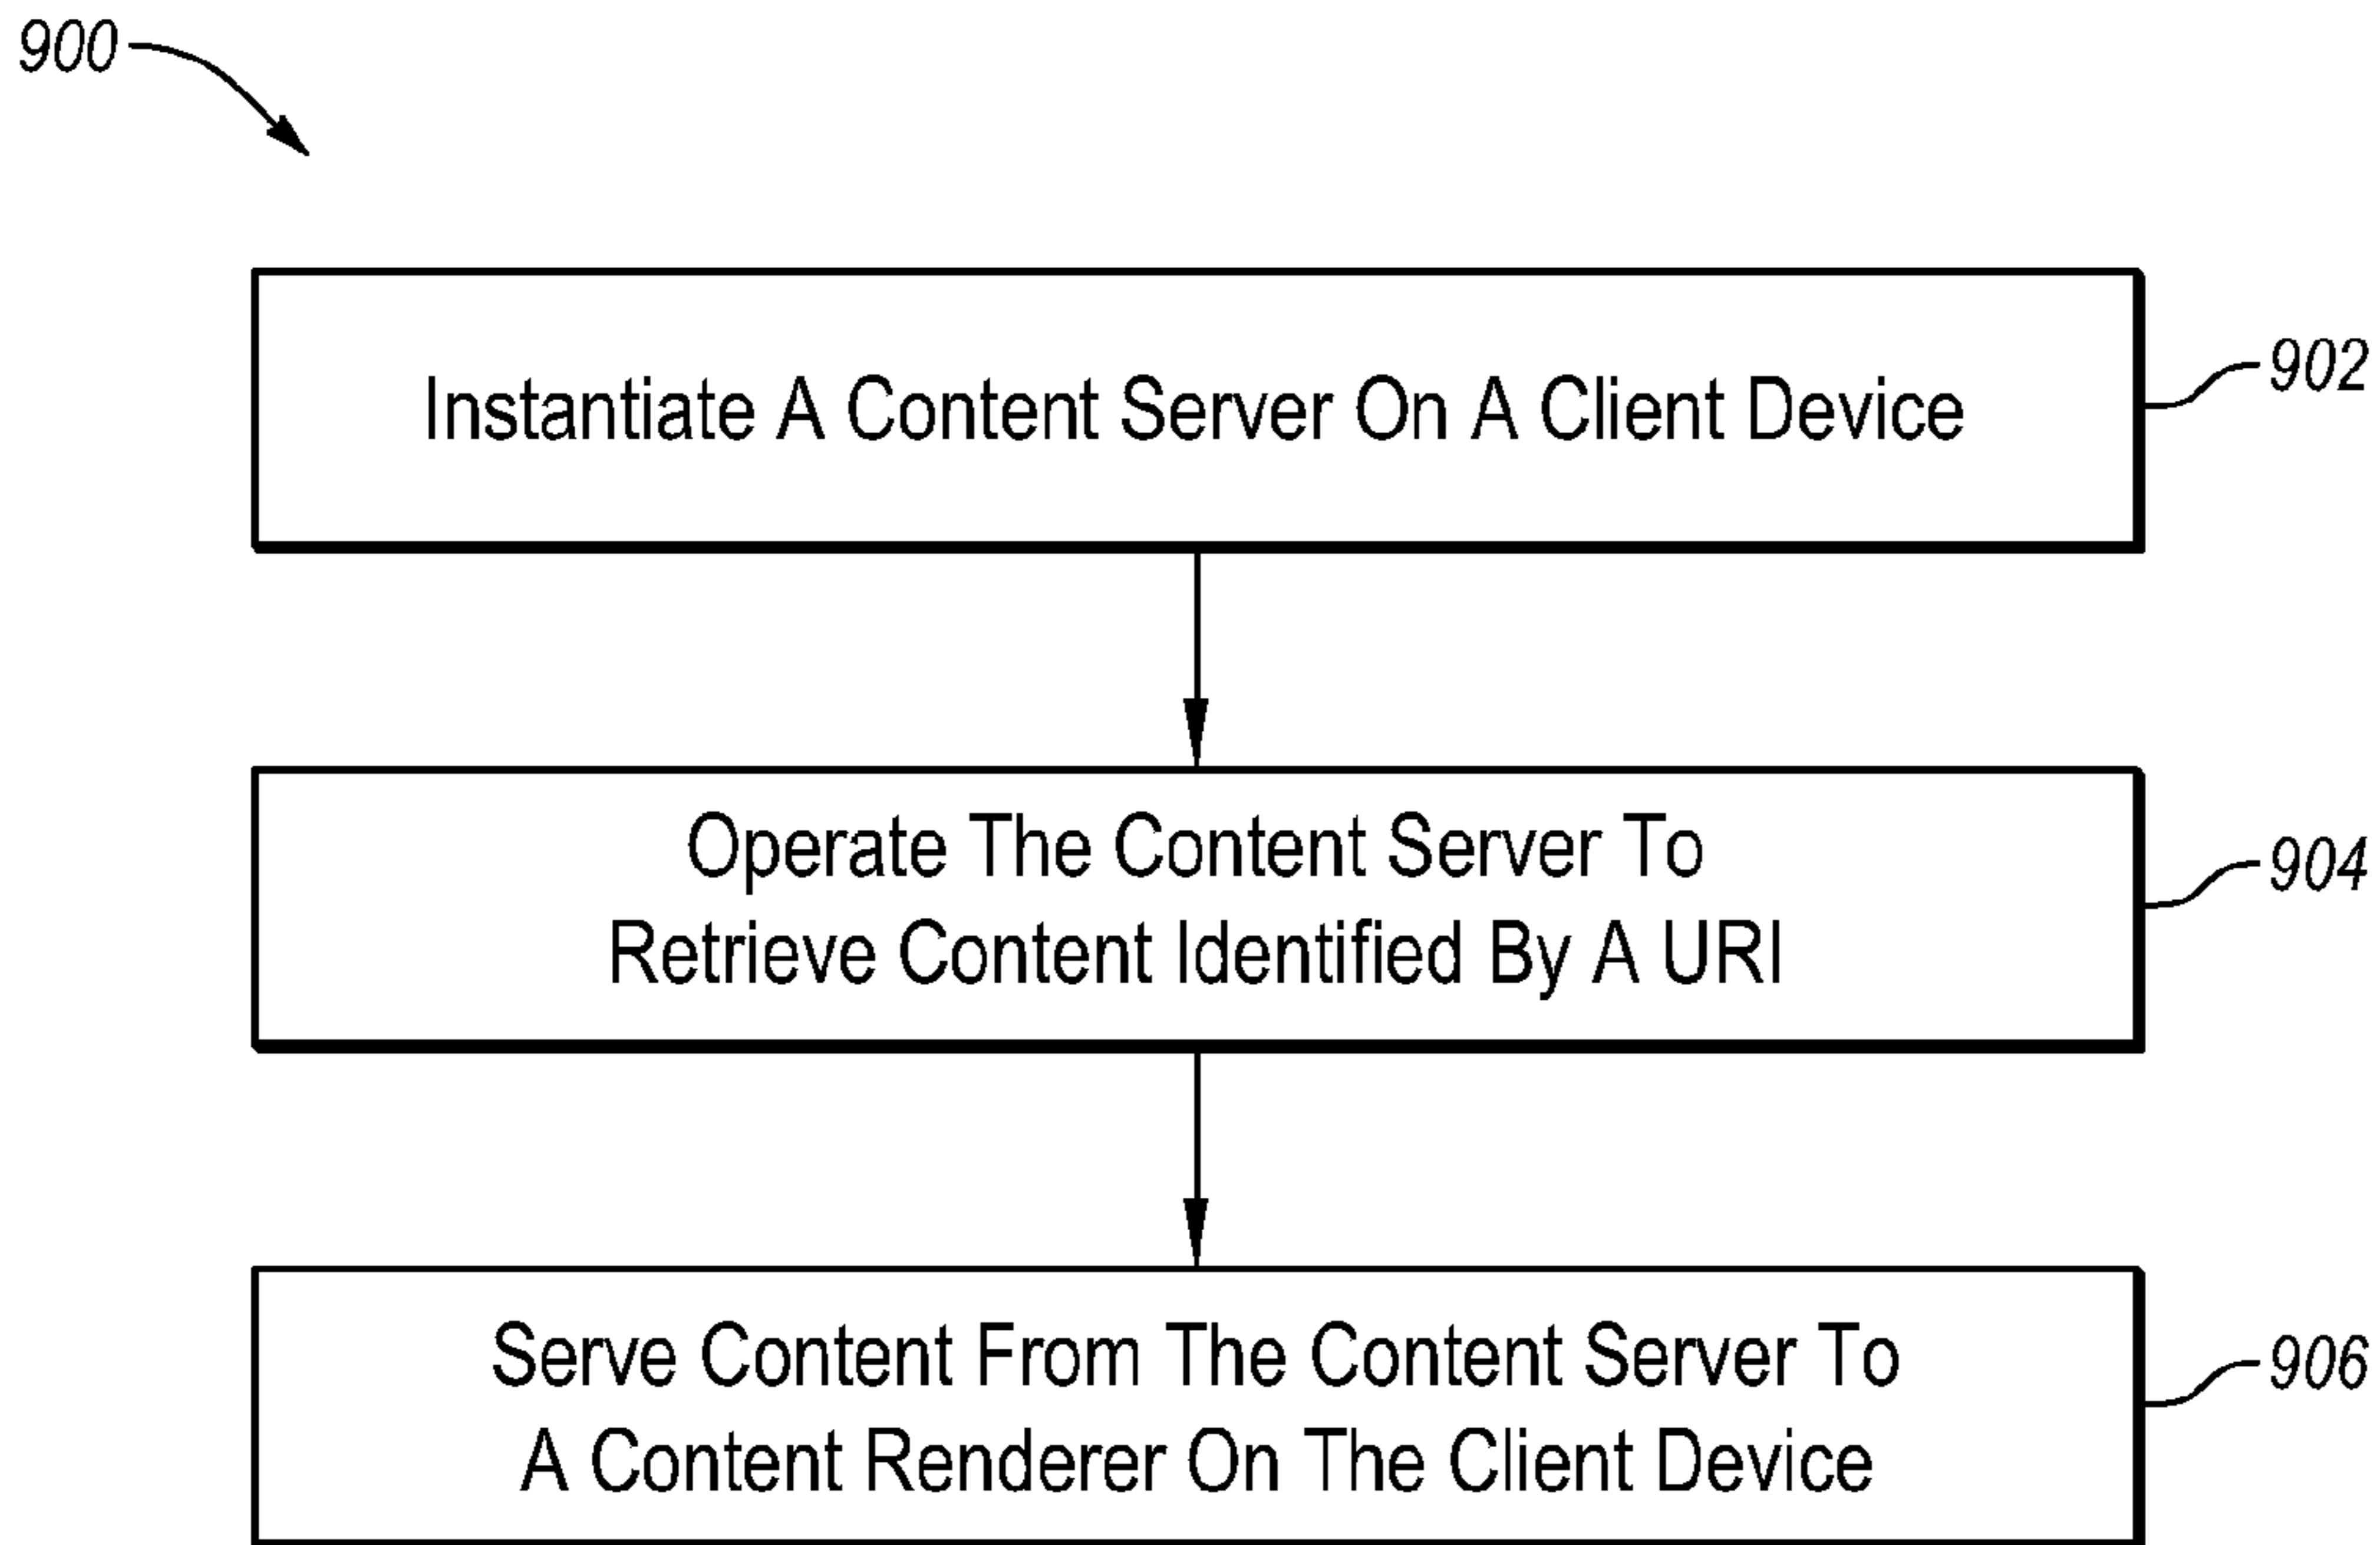 900
Instantiate A Content Server On A Client Device
902
Operate The Content Server To
Retrieve Content Identified By A URI
904
Serve Content From The Content Server To
A Content Renderer On The Client Device
906